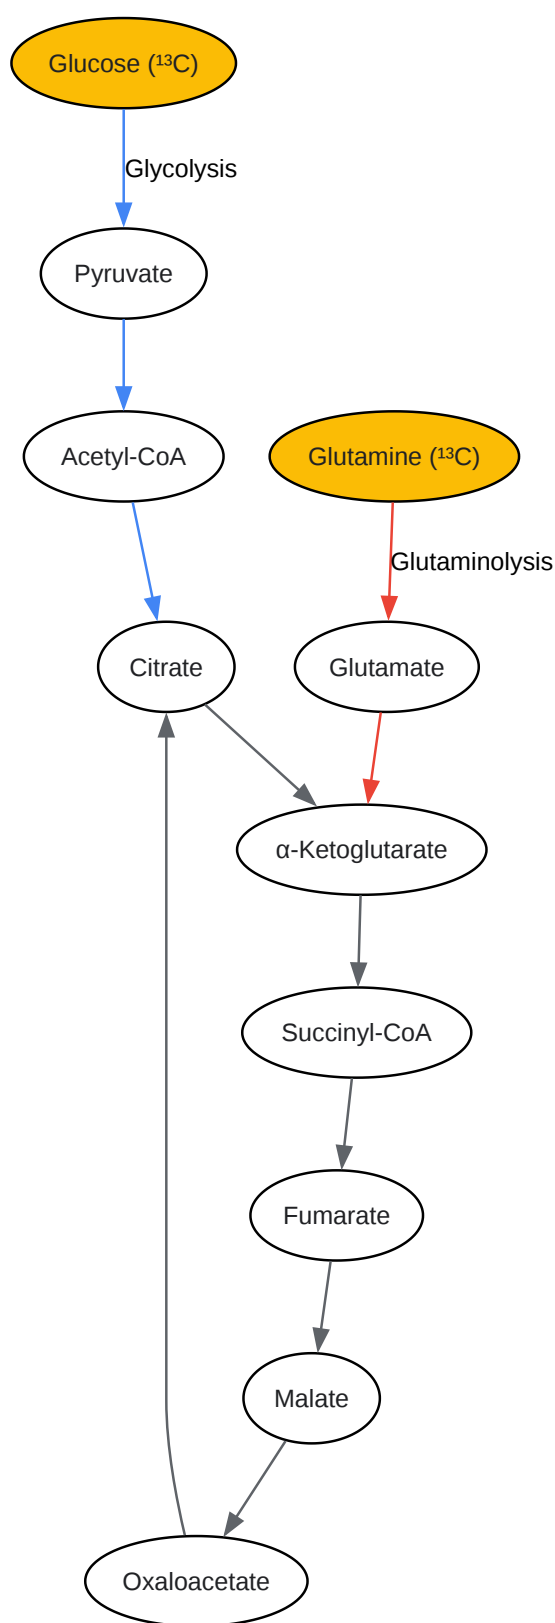 Glucose (¹³C)
Glycolysis
Pyruvate
Acetyl-CoA
Glutamine (¹³C)
Glutaminolysis
Citrate
Glutamate
α-Ketoglutarate
Succinyl-CoA
Fumarate
Malate
Oxaloacetate